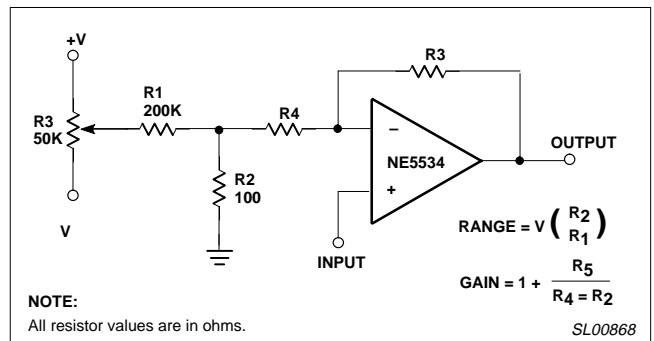 +V
R3
50K
V
R1
200K
R2
100
R4
R3
NE5534
−
+
INPUT
OUTPUT
RANGE = V ( R2
R1 )
GAIN = 1 + R5
R4 = R2
NOTE:
All resistor values are in ohms.
SL00868